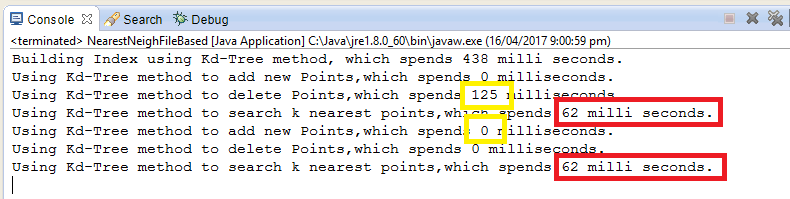 Console Search Debug
<terminated> NearestNeighFileBased [Java Application] C:\Java\jre1.8.0_60\bin\javaw.exe (16/04/2017 9:00:59 pm)
Building Index using Kd-Tree method, which spends 438 milli seconds.
Using Kd-Tree method to add new Points,which spends 0 milliseconds.
Using Kd-Tree method to delete Points,which spends 125 milliseconds.
Using Kd-Tree method to search k nearest points,which spends 62 milli seconds.
Using Kd-Tree method to add new Points,which spends 0 milliseconds.
Using Kd-Tree method to delete Points,which spends 0 milliseconds.
Using Kd-Tree method to search k nearest points,which spends 62 milli seconds.